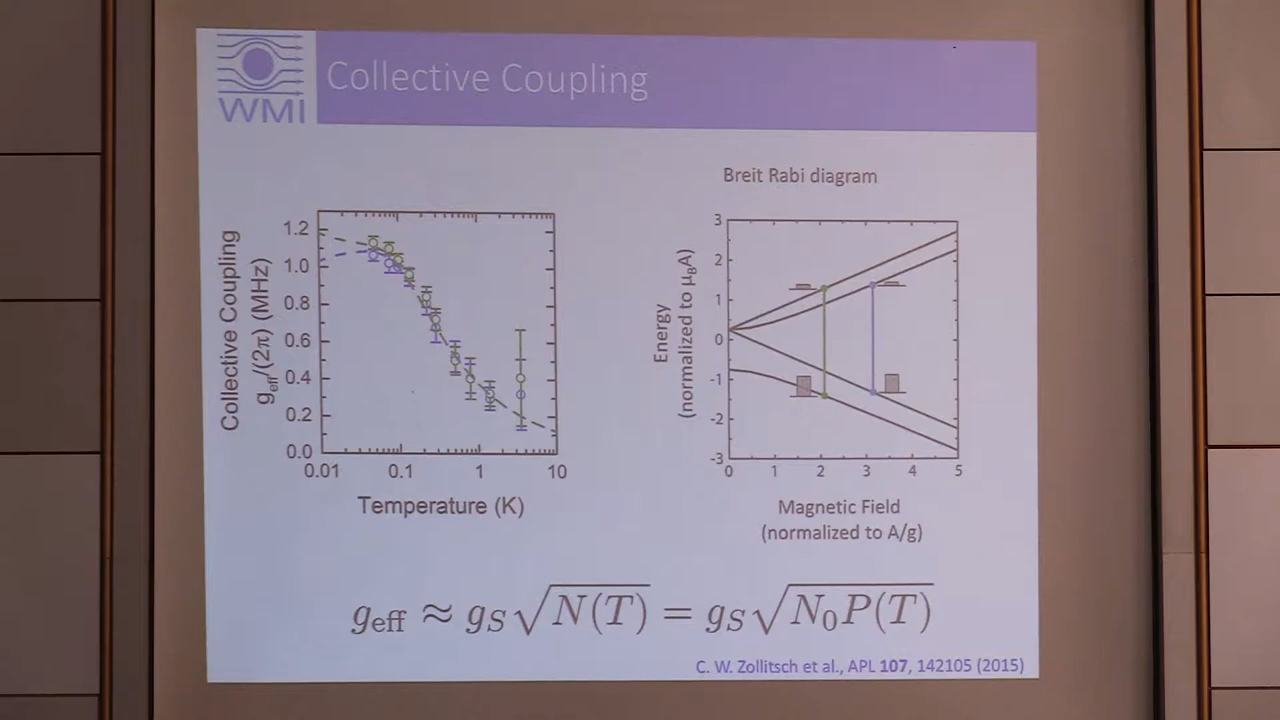 WMI
Collective Coupling
Breit Rabi diagram
Collective Coupling
g_eff/(2π) (MHz)
1.2
1.0
0.8
0.6
0.4
0.2
0.0
0.01 0.1 1 10
Temperature (K)
Energy
(normalized to μ_BA)
3
2
1
0
-1
-2
-3
0 1 2 3 4 5
Magnetic Field
(normalized to A/g)
g_eff ≈ g_S√N(T) = g_S√N_0P(T)
C. W. Zollitsch et al., APL 107, 142105 (2015)